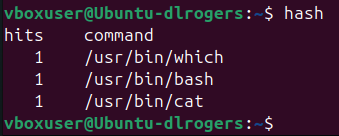 vboxuser@Ubuntu-dlrogers:~$ hash
hits    command
   1    /usr/bin/which
   1    /usr/bin/bash
   1    /usr/bin/cat
vboxuser@Ubuntu-dlrogers:~$